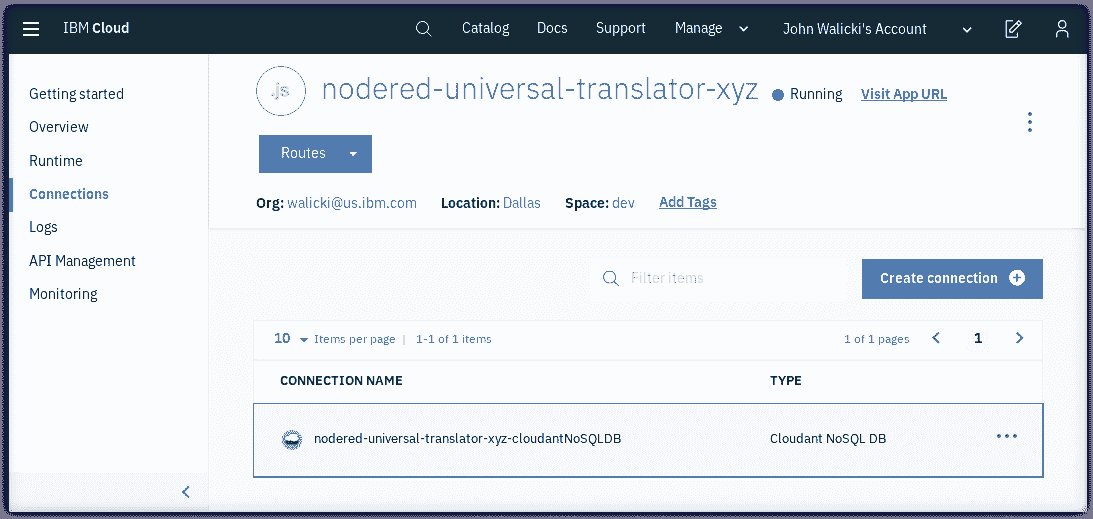 IBM Cloud Catalog Docs Support Manage John Walicki's Account
Getting started
Overview
Runtime
Connections
Logs
API Management
Monitoring
.js nodered-universal-translator-xyz Running Visit App URL
Routes
Org: walicki@us.ibm.com Location: Dallas Space: dev Add Tags
Filter items Create connection
10 Items per page | 1-1 of 1 items 1 of 1 pages 1
CONNECTION NAME TYPE
nodered-universal-translator-xyz-cloudantNoSQLDB Cloudant NoSQL DB